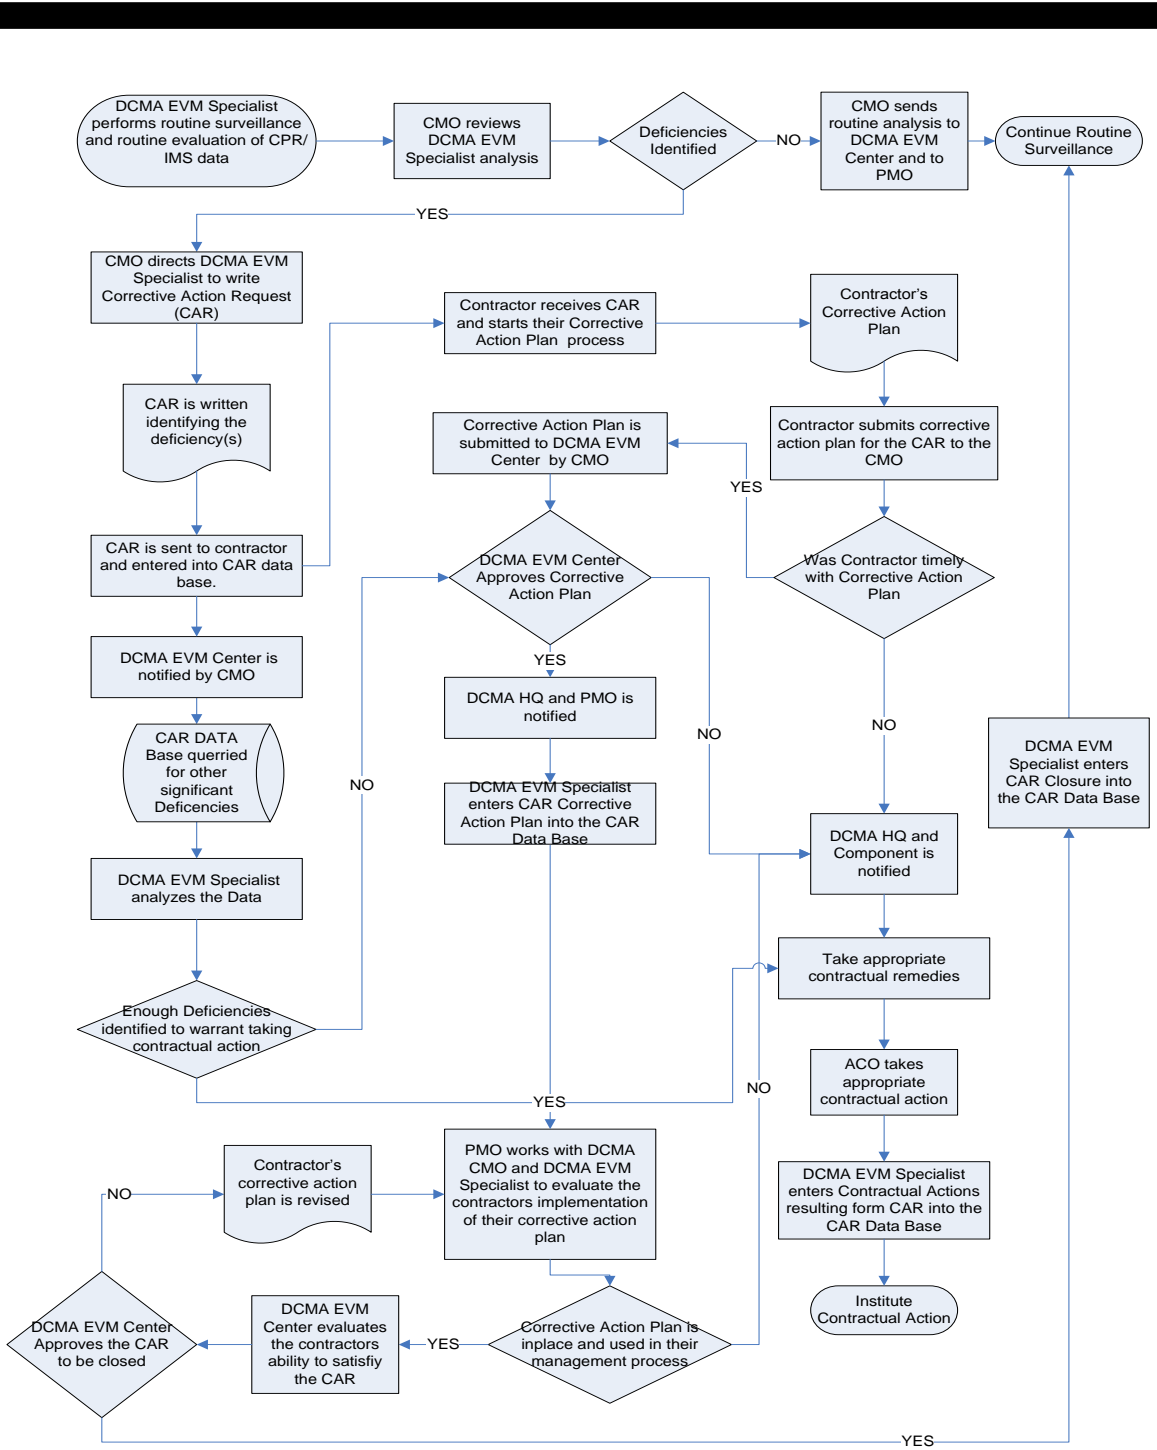 DCMA EVM Specialist
performs routine surveillance
and routine evaluation of CPR/
IMS data
CMO reviews
DCMA EVM
Specialist analysis
Deficiencies
Identified
NO
CMO sends
routine analysis to
DCMA EVM
Center and to
PMO
Continue Routine
Surveillance
YES
CMO directs DCMA EVM
Specialist to write
Corrective Action Request
(CAR)
Contractor receives CAR
and starts their Corrective
Action Plan process
Contractor's
Corrective Action
Plan
CAR is written
identifying the
deficiency(s)
Corrective Action Plan is
submitted to DCMA EVM
Center by CMO
Contractor submits corrective
action plan for the CAR to the
CMO
YES
CAR is sent to contractor
and entered into CAR data
base.
DCMA EVM Center
Approves Corrective
Action Plan
Was Contractor timely
with Corrective Action
Plan
DCMA EVM Center is
notified by CMO
YES
DCMA HQ and PMO is
notified
NO
NO
CAR DATA
Base querried
for other
significant
Deficencies
NO
DCMA EVM Specialist
enters CAR Corrective
Action Plan into the CAR
Data Base
DCMA EVM
Specialist enters
CAR Closure into
the CAR Data Base
DCMA HQ and
Component is
notified
DCMA EVM Specialist
analyzes the Data
Take appropriate
contractual remedies
Enough Deficiencies
identified to warrant taking
contractual action
YES
NO
ACO takes
appropriate
contractual action
Contractor's
corrective action
plan is revised
NO
PMO works with DCMA
CMO and DCMA EVM
Specialist to evaluate the
contractors implementation
of their corrective action
plan
DCMA EVM Specialist
enters Contractual Actions
resulting form CAR into the
CAR Data Base
Institute
Contractual Action
DCMA EVM Center
Approves the CAR
to be closed
DCMA EVM
Center evaluates
the contractors
ability to satisfiy
the CAR
YES
Corrective Action Plan is
inplace and used in their
management process
YES